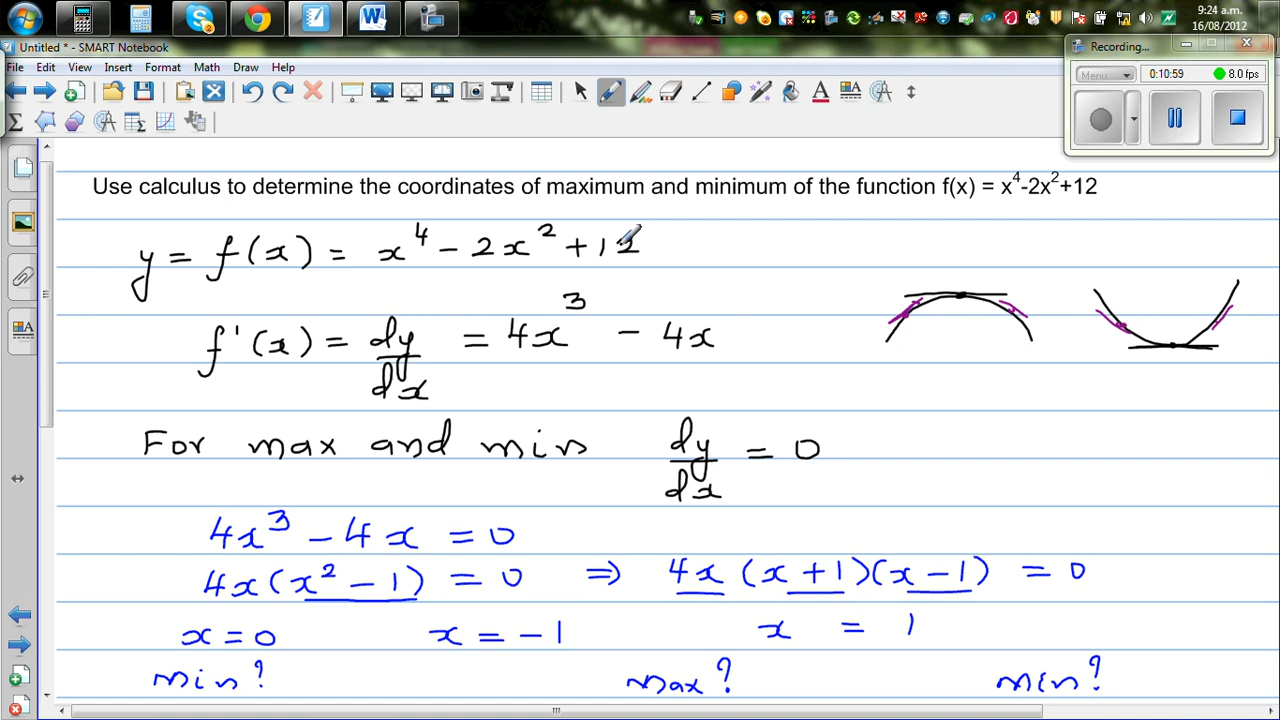 9:24 a.m.
16/08/2012
Untitled * - SMART Notebook
Recording...
File Edit View Insert Format Math Draw Help
Menu 0:10:59 8.0 fps
Use calculus to determine the coordinates of maximum and minimum of the function f(x) = x⁴-2x²+12
y = f(x) = x⁴ - 2x² + 12
f'(x) = dy/dx = 4x³ - 4x
For max and min dy/dx = 0
4x³ - 4x = 0
4x(x² - 1) = 0 ⇒ 4x(x+1)(x-1) = 0
x = 0 x = -1 x = 1
min? max? min?